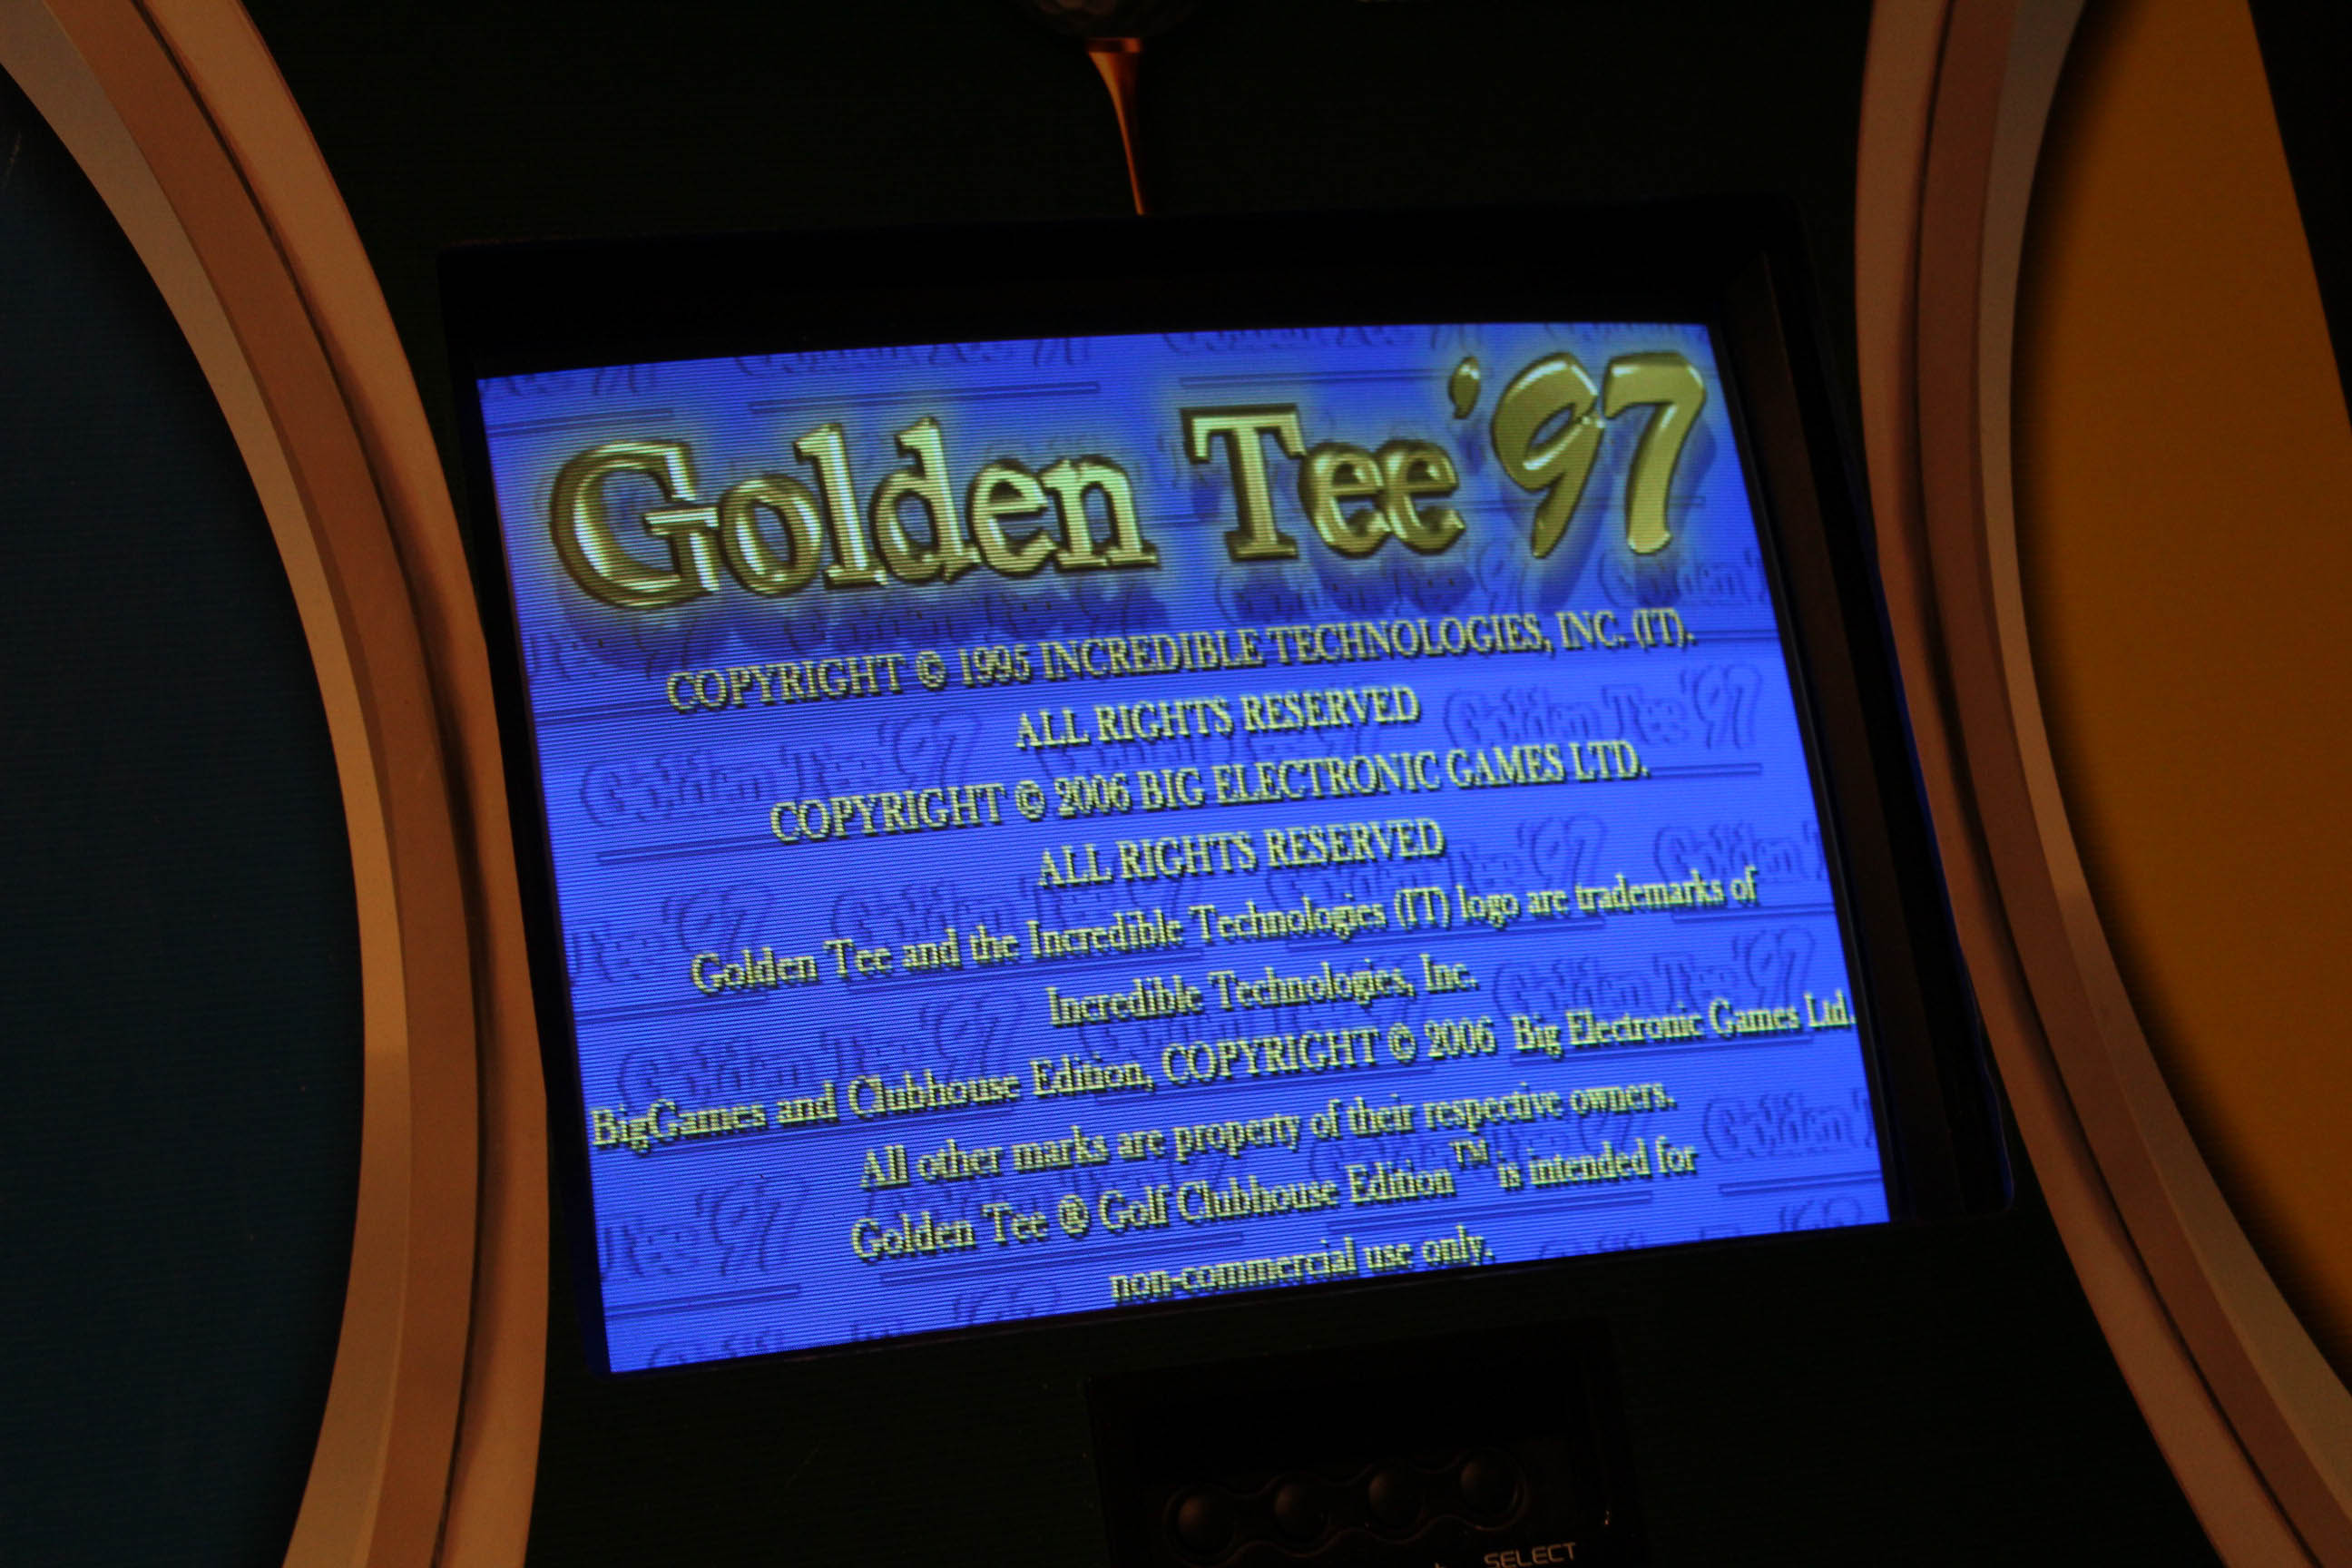 Golden Tee '97
COPYRIGHT © 1995 INCREDIBLE TECHNOLOGIES, INC. (IT).
ALL RIGHTS RESERVED
COPYRIGHT © 2006 BIG ELECTRONIC GAMES LTD.
ALL RIGHTS RESERVED
Golden Tee and the Incredible Technologies (IT) logo are trademarks of
Incredible Technologies, Inc.
BigGames and Clubhouse Edition, COPYRIGHT © 2006 Big Electronic Games Ltd.
All other marks are property of their respective owners.
Golden Tee ® Golf Clubhouse Edition™ is intended for
non-commercial use only.
SELECT